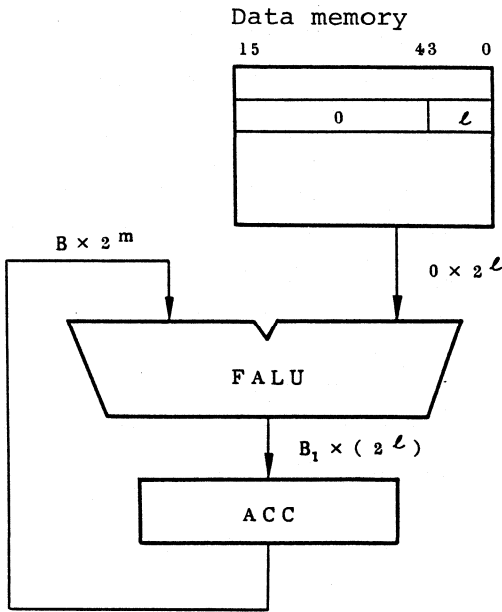 Data memory
15 43 0
0 ℓ
B × 2^m
0 × 2^ℓ
FALU
B₁ × ( 2^ℓ )
ACC